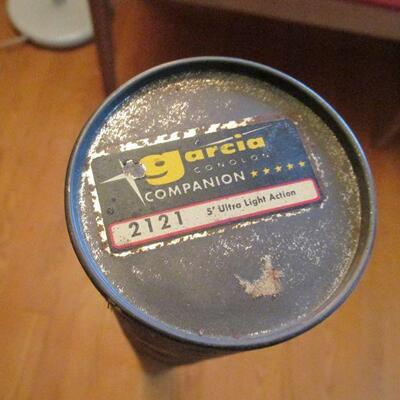 garcia
CONOLON
COMPANION ★★★★★
2121 5' Ultra Light Action